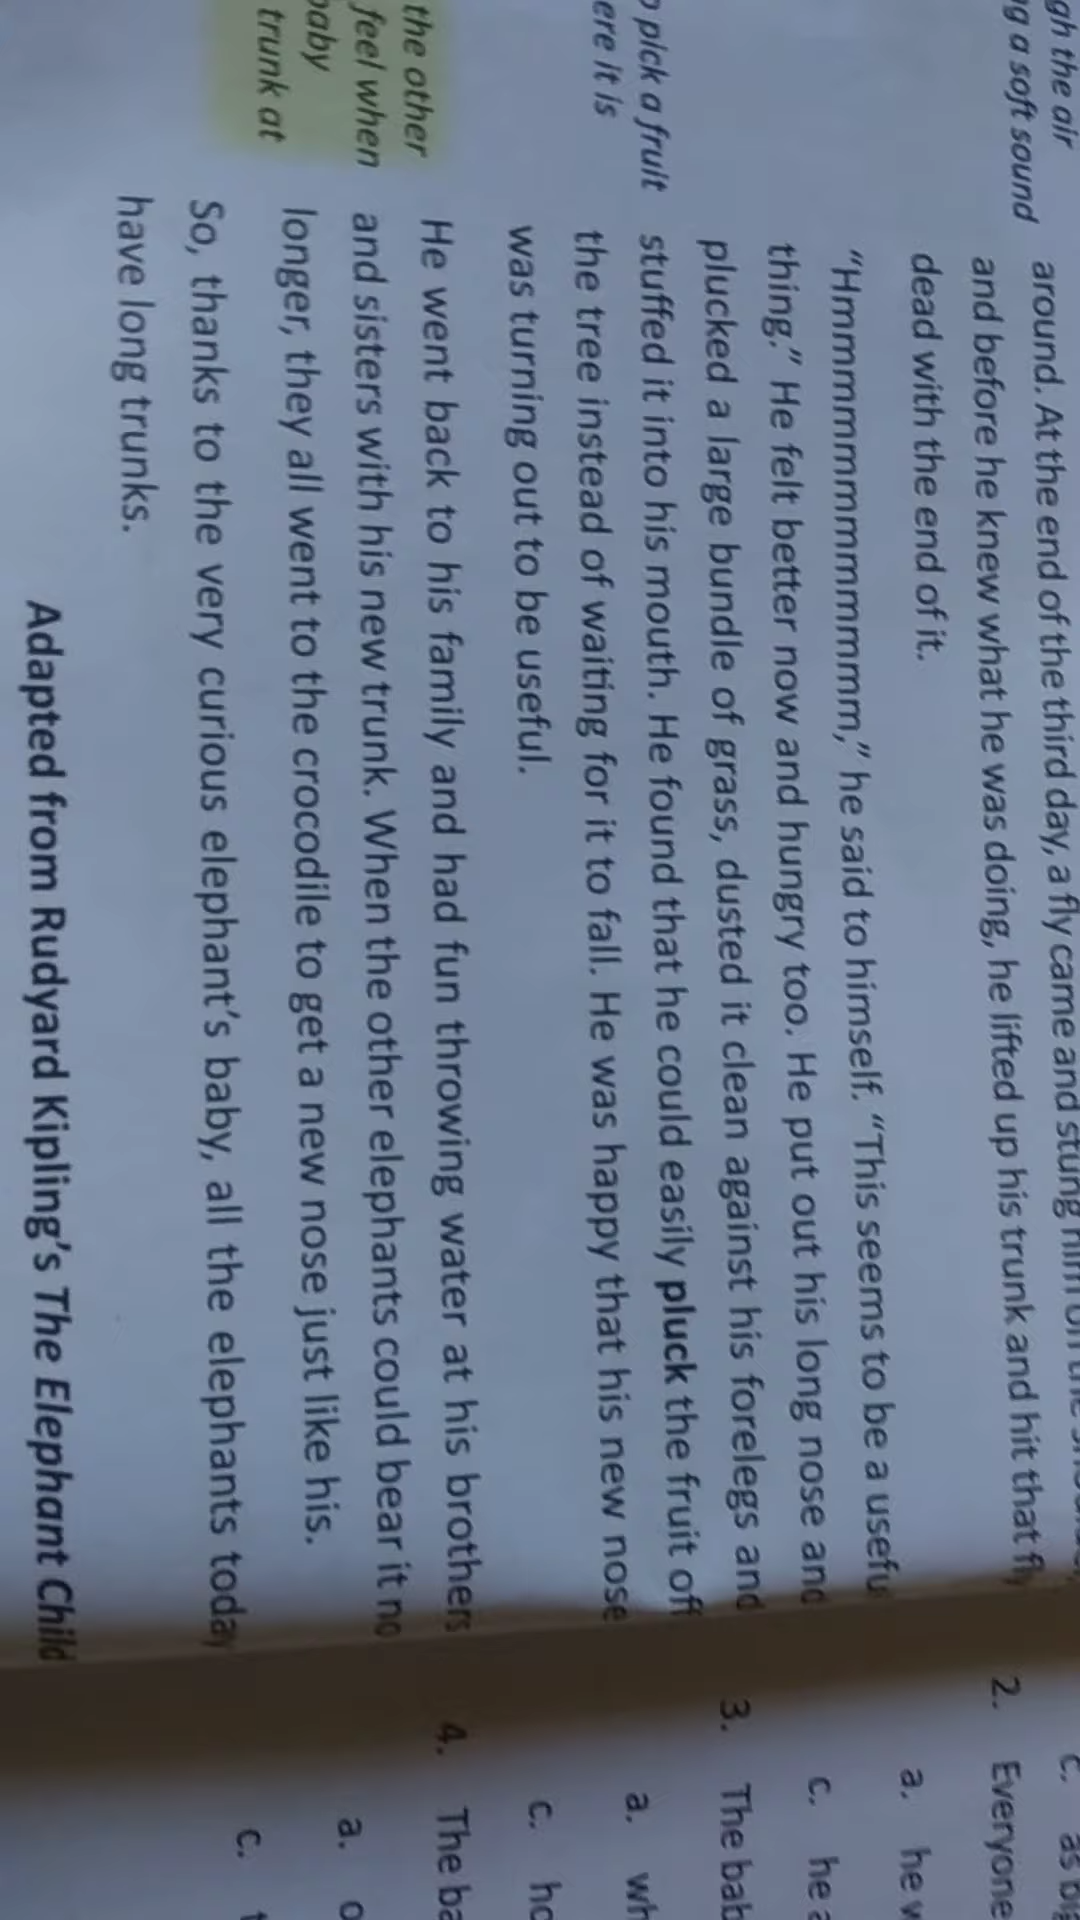 gh the air
ng a soft sound
pick a fruit
ere it is
the other
feel when
baby
trunk at
around. At the end of the third day, a fly came and stung him on the
and before he knew what he was doing, he lifted up his trunk and hit that fly
dead with the end of it.
"Hmmmmmmmmmmm," he said to himself. "This seems to be a usefu
thing." He felt better now and hungry too. He put out his long nose and
plucked a large bundle of grass, dusted it clean against his forelegs and
stuffed it into his mouth. He found that he could easily pluck the fruit off
the tree instead of waiting for it to fall. He was happy that his new nose
was turning out to be useful.
He went back to his family and had fun throwing water at his brothers
and sisters with his new trunk. When the other elephants could bear it no
longer, they all went to the crocodile to get a new nose just like his.
So, thanks to the very curious elephant's baby, all the elephants today
have long trunks.
Adapted from Rudyard Kipling's The Elephant Child
c. as big
2. Everyone
a. he w
c. he a
3. The bab
a. wh
c. ho
4. The ba
a. o
c. t